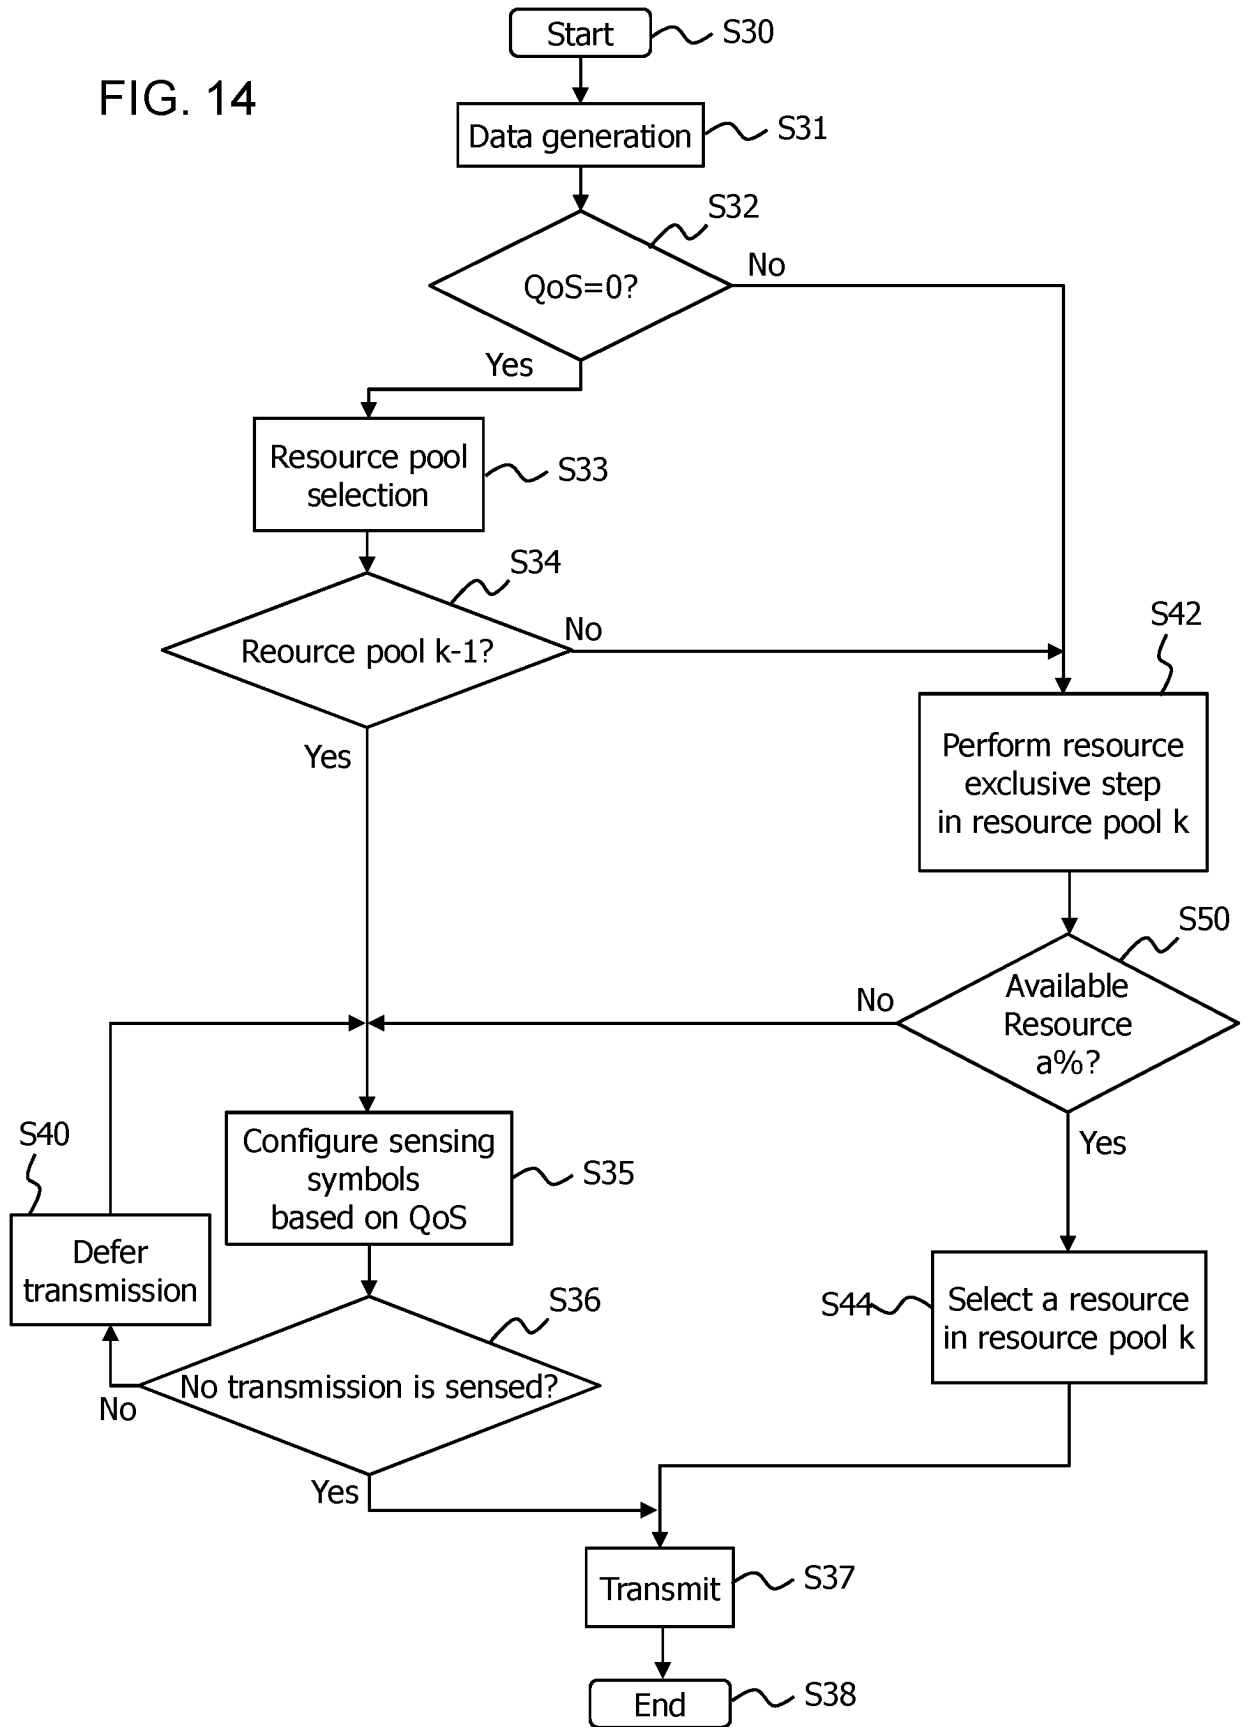 Start
S30
FIG. 14
Data generation
S31
S32
QoS=0?
No
Yes
Resource pool
selection
S33
S34
Reource pool k-1?
No
Yes
S42
Perform resource
exclusive step
in resource pool k
S50
Available
Resource
a%?
No
Yes
S40
Defer
transmission
Configure sensing
symbols
based on QoS
S35
S36
No transmission is sensed?
No
Yes
S44
Select a resource
in resource pool k
Transmit
S37
End
S38